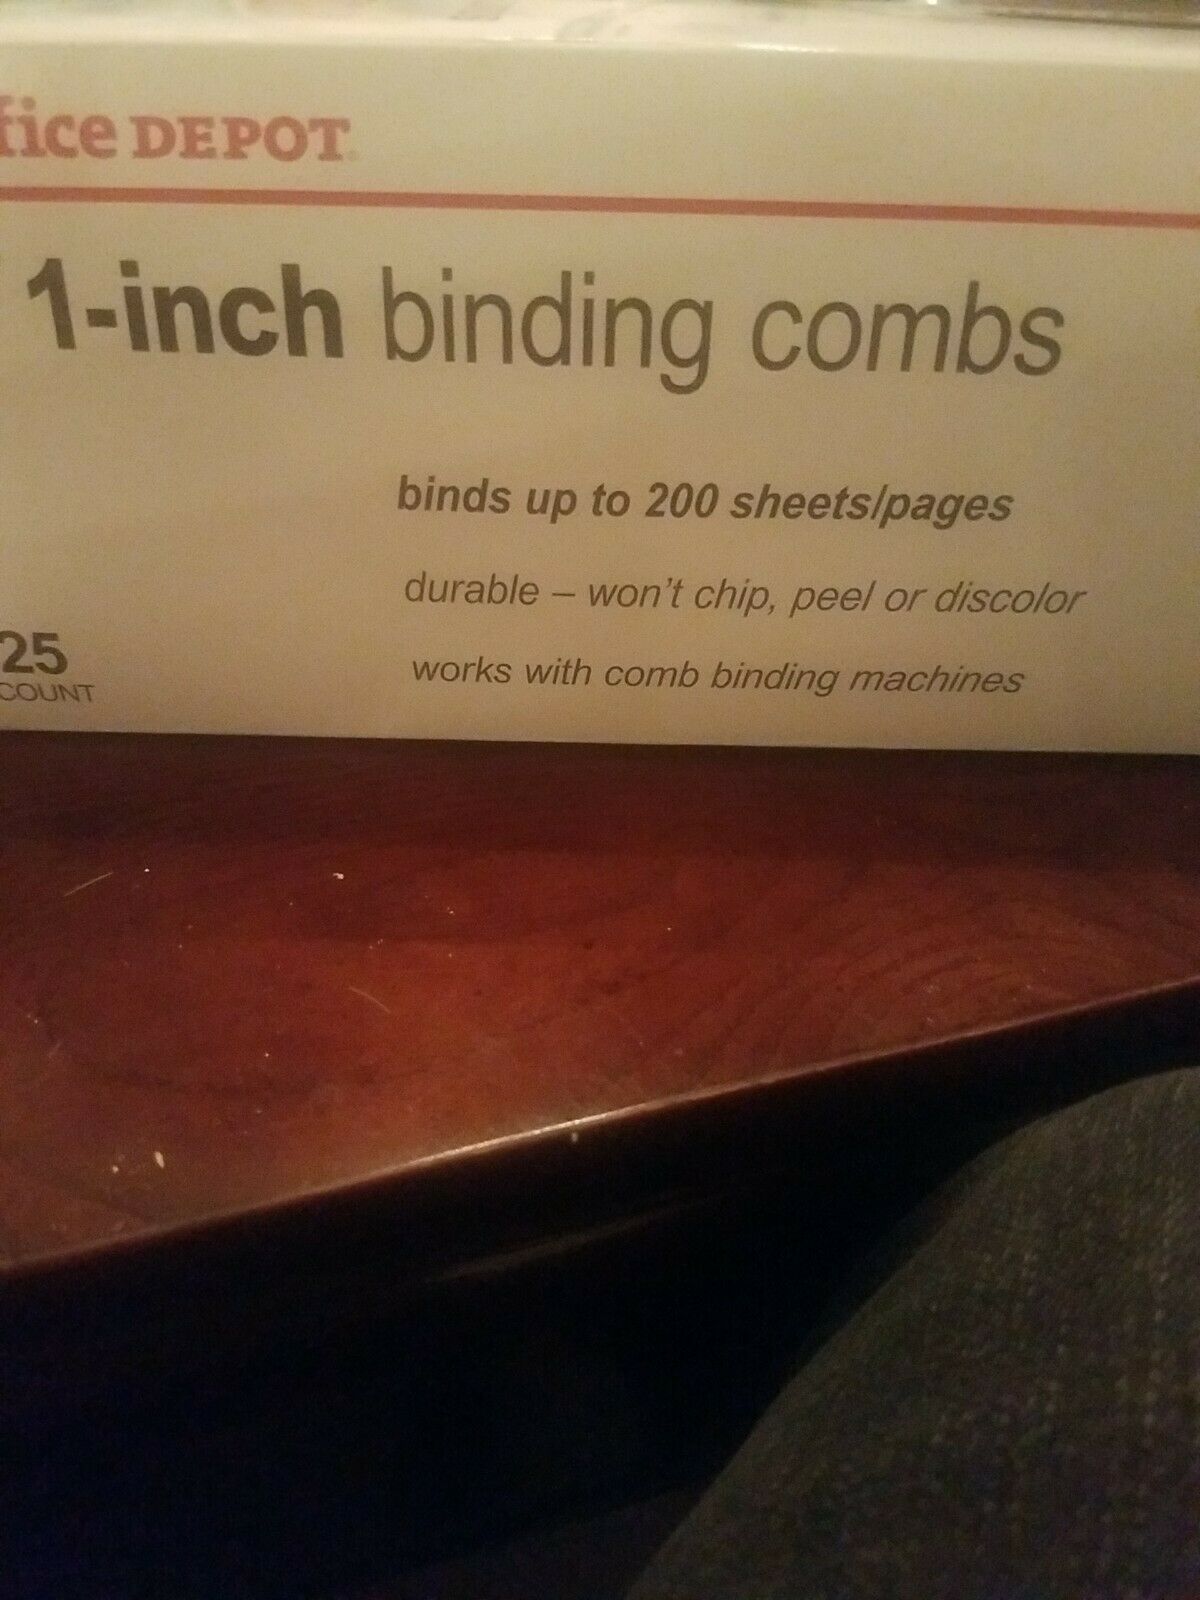 fice DEPOT
1-inch binding combs
binds up to 200 sheets/pages
durable – won't chip, peel or discolor
works with comb binding machines
25
COUNT